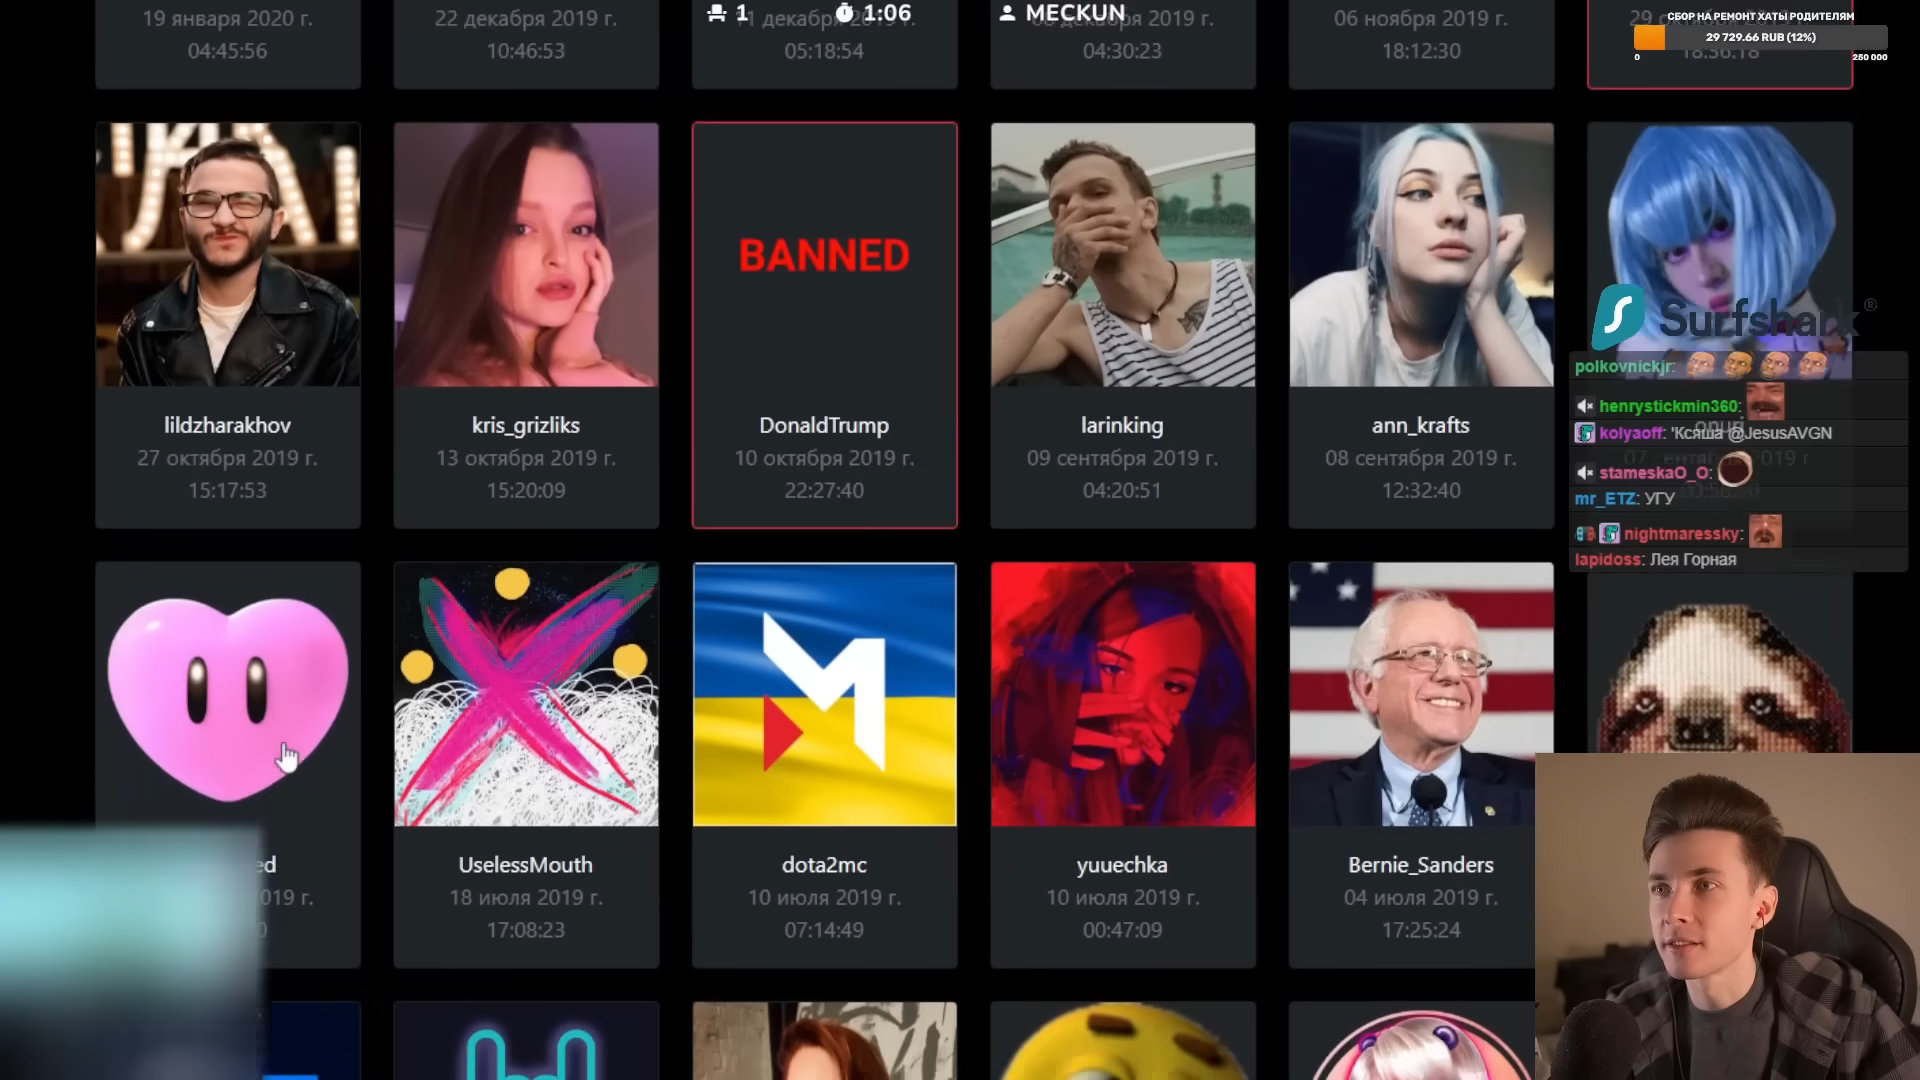 19 января 2020 г.
04:45:56
22 декабря 2019 г.
10:46:53
1
1:06
MECKUN
05:18:54
04:30:23
06 ноября 2019 г.
18:12:30
СБОР НА РЕМОНТ ХАТЫ РОДИТЕЛЯМ
29 729.66 RUB (12%)
0
250 000
18:36:18
BANNED
lildzharakhov
27 октября 2019 г.
15:17:53
kris_grizliks
13 октября 2019 г.
15:20:09
DonaldTrump
10 октября 2019 г.
22:27:40
larinking
09 сентября 2019 г.
04:20:51
ann_krafts
08 сентября 2019 г.
12:32:40
Surfshark®
polkovnickjr:
henrystickmin360:
kolyaoff: 'Ксяша @JesusAVGN
stameskaO_O:
mr_ETZ: УГУ
nightmaressky:
lapidoss: Лея Горная
UselessMouth
18 июля 2019 г.
17:08:23
dota2mc
10 июля 2019 г.
07:14:49
yuuechka
10 июля 2019 г.
00:47:09
Bernie_Sanders
04 июля 2019 г.
17:25:24